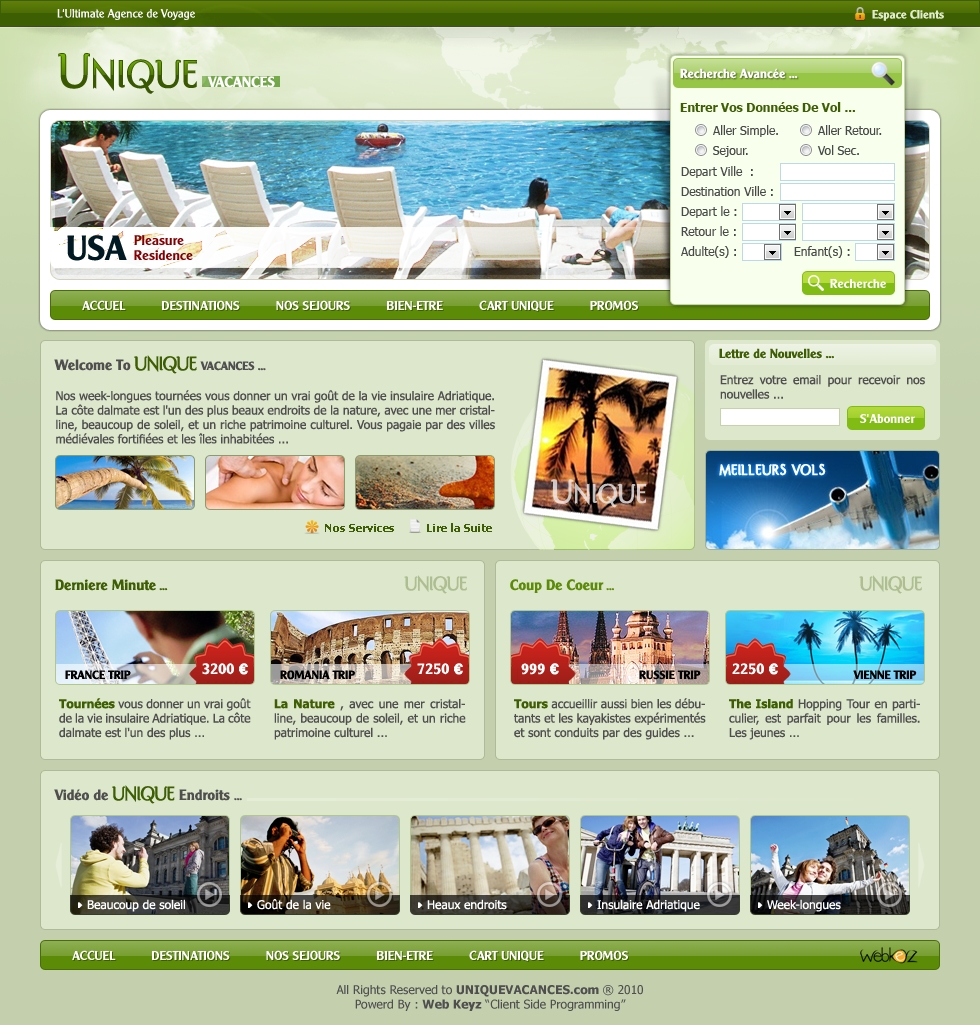 L'Ultimate Agence de Voyage
Espace Clients
UNIQUE VACANCES
Recherche Avancée ...
Entrer Vos Données De Vol ...
Aller Simple.
Aller Retour.
Sejour.
Vol Sec.
Depart Ville :
Destination Ville :
Depart le :
Retour le :
Adulte(s) :
Enfant(s) :
Recherche
USA Pleasure
Residence
ACCUEL DESTINATIONS NOS SEJOURS BIEN-ETRE CART UNIQUE PROMOS
Welcome To UNIQUE VACANCES ...
Nos week-longues tournées vous donner un vrai goût de la vie insulaire Adriatique.
La côte dalmate est l'un des plus beaux endroits de la nature, avec une mer cristal-
line, beaucoup de soleil, et un riche patrimoine culturel. Vous pagaie par des villes
médiévales fortifiées et les îles inhabitées ...
Nos Services
Lire la Suite
UNIQUE
Lettre de Nouvelles ...
Entrez votre email pour recevoir nos
nouvelles ...
S'Abonner
MEILLEURS VOLS
Derniere Minute ...
UNIQUE
FRANCE TRIP
3200 €
ROMANIA TRIP
7250 €
Tournées vous donner un vrai goût
de la vie insulaire Adriatique. La côte
dalmate est l'un des plus ...
La Nature , avec une mer cristal-
line, beaucoup de soleil, et un riche
patrimoine culturel ...
Coup De Coeur ...
UNIQUE
999 €
RUSSIE TRIP
2250 €
VIENNE TRIP
Tours accueillir aussi bien les débu-
tants et les kayakistes expérimentés
et sont conduits par des guides ...
The Island Hopping Tour en parti-
culier, est parfait pour les familles.
Les jeunes ...
Vidéo de UNIQUE Endroits ...
Beaucoup de soleil
Goût de la vie
Heaux endroits
Insulaire Adriatique
Week-longues
ACCUEL DESTINATIONS NOS SEJOURS BIEN-ETRE CART UNIQUE PROMOS
webkeyz
All Rights Reserved to UNIQUEVACANCES.com ® 2010
Powerd By : Web Keyz "Client Side Programming"